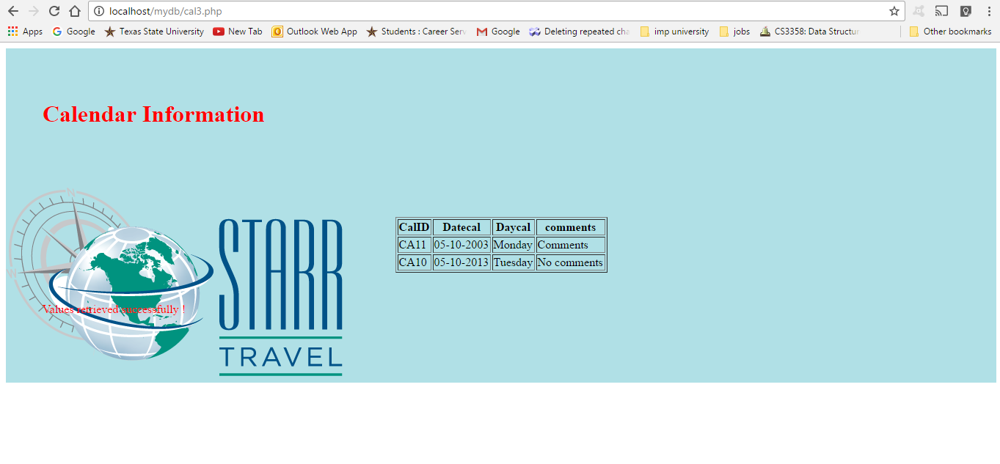 localhost/mydb/cal3.php
Apps Google Texas State University New Tab Outlook Web App Students : Career Serv Google Deleting repeated cha imp university jobs CS3358: Data Structur Other bookmarks
Calendar Information
N
W
STARR
TRAVEL
CalID Datecal Daycal comments
CA11 05-10-2003 Monday Comments
CA10 05-10-2013 Tuesday No comments
Values retrieved successfully !